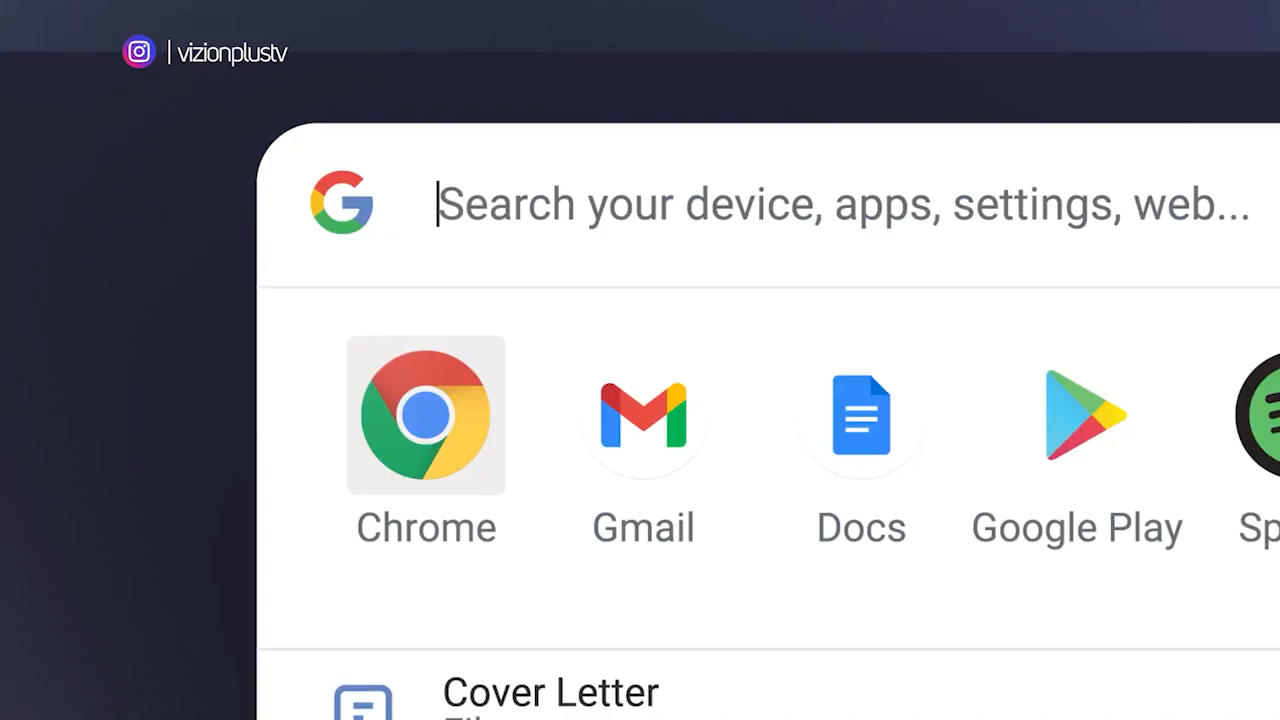 | vizionplustv
Search your device, apps, settings, web...
Chrome
Gmail
Docs
Google Play
Cover Letter